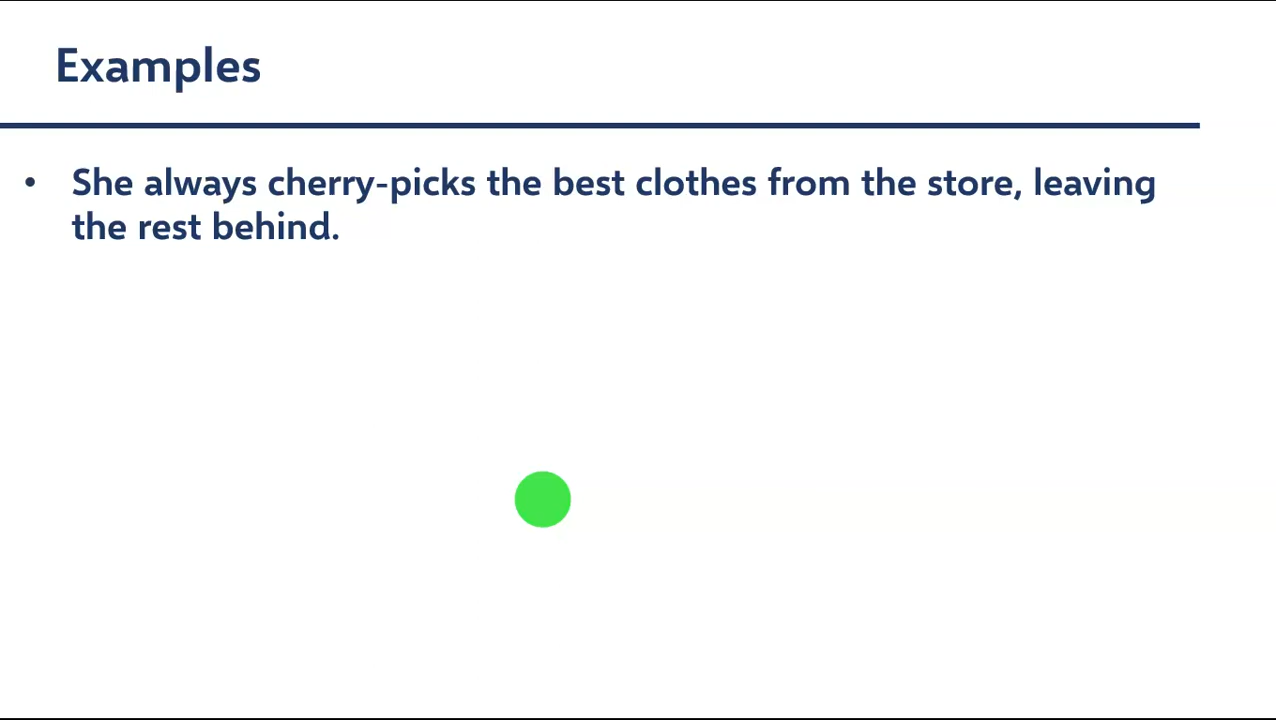 Examples
• She always cherry-picks the best clothes from the store, leaving
the rest behind.